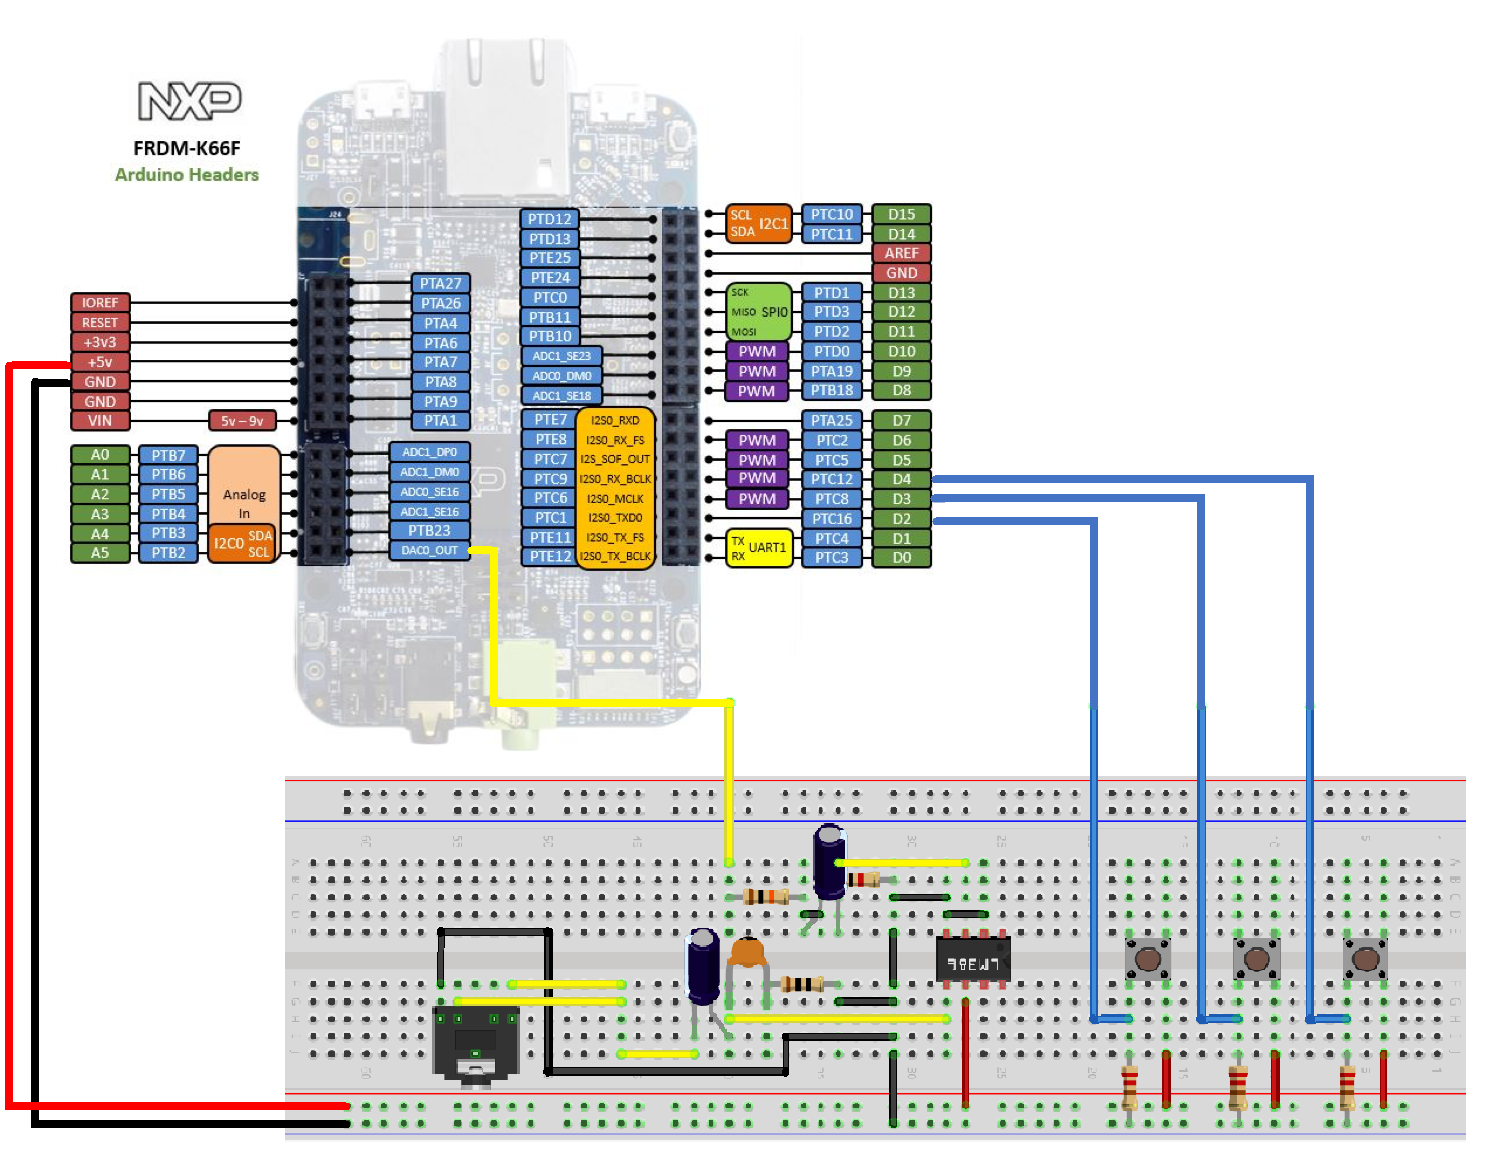 NXP
FRDM-K66F
Arduino Headers
J24
IOREF
RESET
+3v3
+5v
GND
GND
VIN 5v – 9v
A0 PTB7
A1 PTB6
A2 PTB5
A3 PTB4
A4 PTB3
A5 PTB2
Analog
In
I2C0 SDA
SCL
PTA27
PTA26
PTA4
PTA6
PTA7
PTA8
PTA9
PTA1
ADC1_DP0
ADC1_DM0
ADC0_SE16
ADC1_SE16
PTB23
DAC0_OUT
PTD12
PTD13
PTE25
PTE24
PTC0
PTB11
PTB10
ADC1_SE23
ADC0_DM0
ADC1_SE18
PTE7 I2S0_RXD
PTE8 I2S0_RX_FS
PTC7 I2S_SOF_OUT
PTC9 I2S0_RX_BCLK
PTC6 I2S0_MCLK
PTC1 I2S0_TXD0
PTE11 I2S0_TX_FS
PTE12 I2S0_TX_BCLK
SCL I2C1 PTC10 D15
SDA PTC11 D14
AREF
GND
SCK PTD1 D13
MISO SPI0 PTD3 D12
MOSI PTD2 D11
PWM PTD0 D10
PWM PTA19 D9
PWM PTB18 D8
PTA25 D7
PWM PTC2 D6
PWM PTC5 D5
PWM PTC12 D4
PWM PTC8 D3
PTC16 D2
TX UART1 PTC4 D1
RX PTC3 D0
LM386